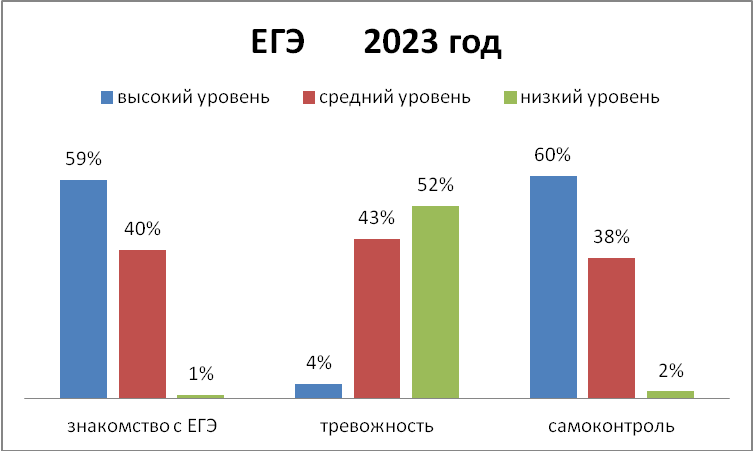 ЕГЭ 2023 год
высокий уровень средний уровень низкий уровень
59% 40% 1% 4% 43% 52% 60% 38% 2%
знакомство с ЕГЭ тревожность самоконтроль